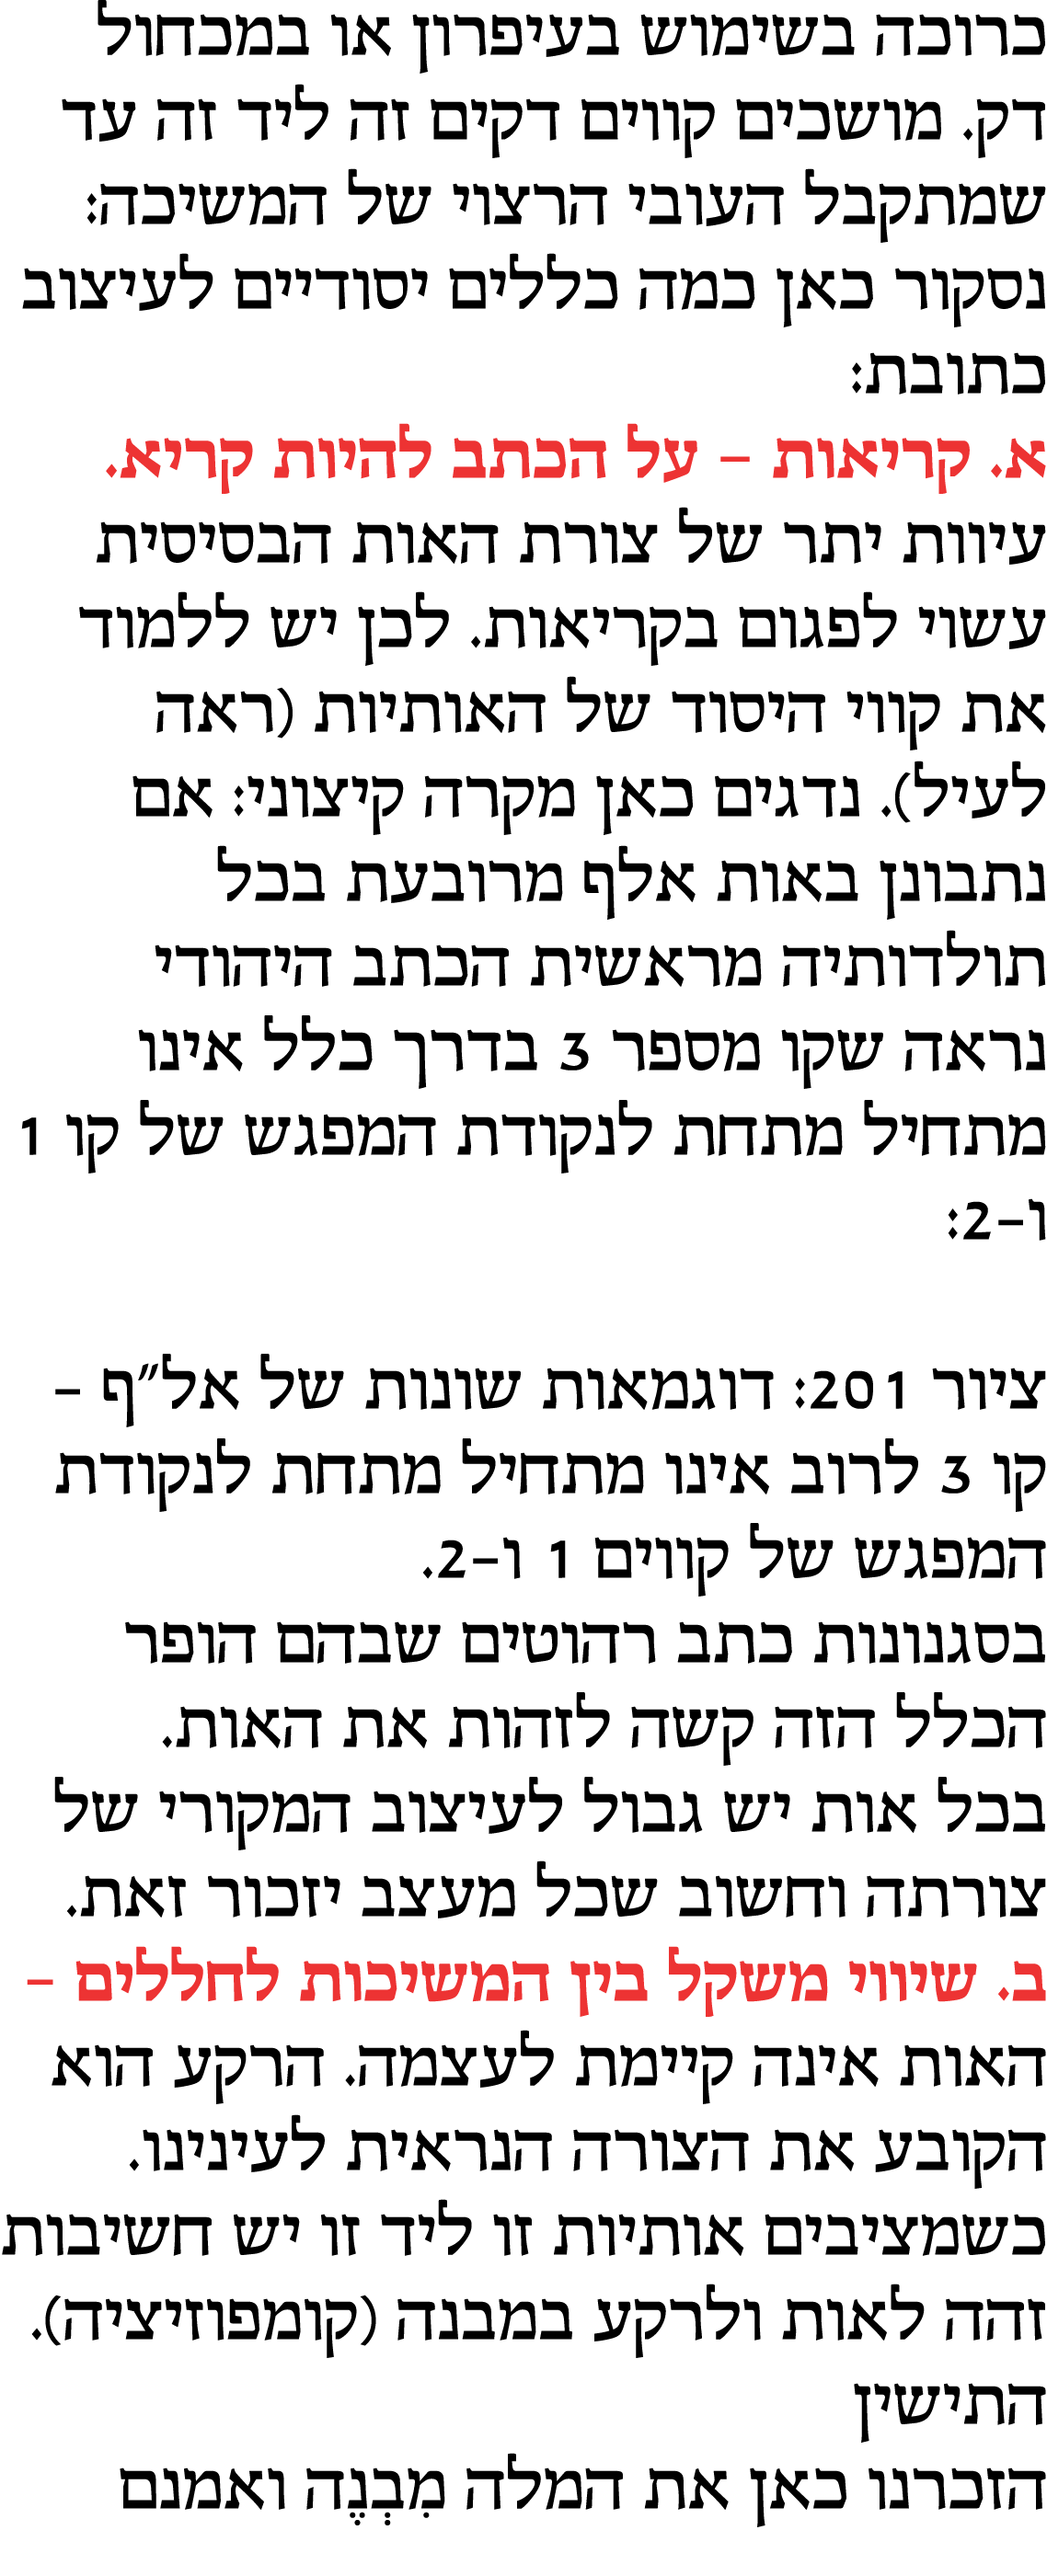 כרוכה בשימוש בעיפרון או במכחול
דק. מושכים קווים דקים זה ליד זה עד
שמתקבל העובי הרצוי של המשיכה:
נסקור כאן כמה כללים יסודיים לעיצוב
כתובת:
א. קריאות – על הכתב להיות קריא.
עיוות יתר של צורת האות הבסיסית
עשוי לפגום בקריאות. לכן יש ללמוד
את קווי היסוד של האותיות (ראה
לעיל). נדגים כאן מקרה קיצוני: אם
נתבונן באות אלף מרובעת בכל
תולדותיה מראשית הכתב היהודי
נראה שקו מספר 3 בדרך כלל אינו
מתחיל מתחת לנקודת המפגש של קו 1
ו–2:
ציור 201: דוגמאות שונות של אל״ף –
קו 3 לרוב אינו מתחיל מתחת לנקודת
המפגש של קווים 1 ו–2.
בסגנונות כתב רהוטים שבהם הופר
הכלל הזה קשה לזהות את האות.
בכל אות יש גבול לעיצוב המקורי של
צורתה וחשוב שכל מעצב יזכור זאת.
ב. שיווי משקל בין המשיכות לחללים –
האות אינה קיימת לעצמה. הרקע הוא
הקובע את הצורה הנראית לעינינו.
כשמציבים אותיות זו ליד זו יש חשיבות
זהה לאות ולרקע במבנה (קומפוזיציה).
התישין
הזכרנו כאן את המלה מִבְנֶה ואמנם